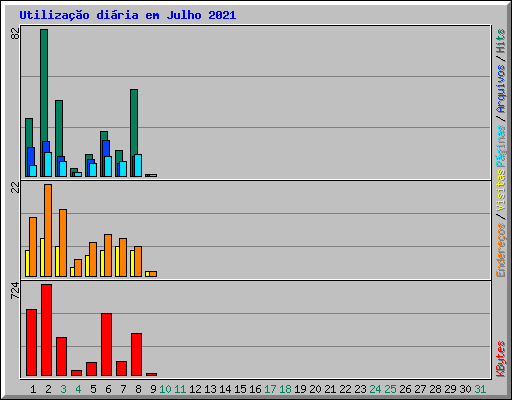 Utilização diária em Julho 2021
82
22
724
Endereços / Visitas Páginas / Arquivos / Hits
KBytes
1 2 3 4 5 6 7 8 9 10 11 12 13 14 15 16 17 18 19 20 21 22 23 24 25 26 27 28 29 30 31